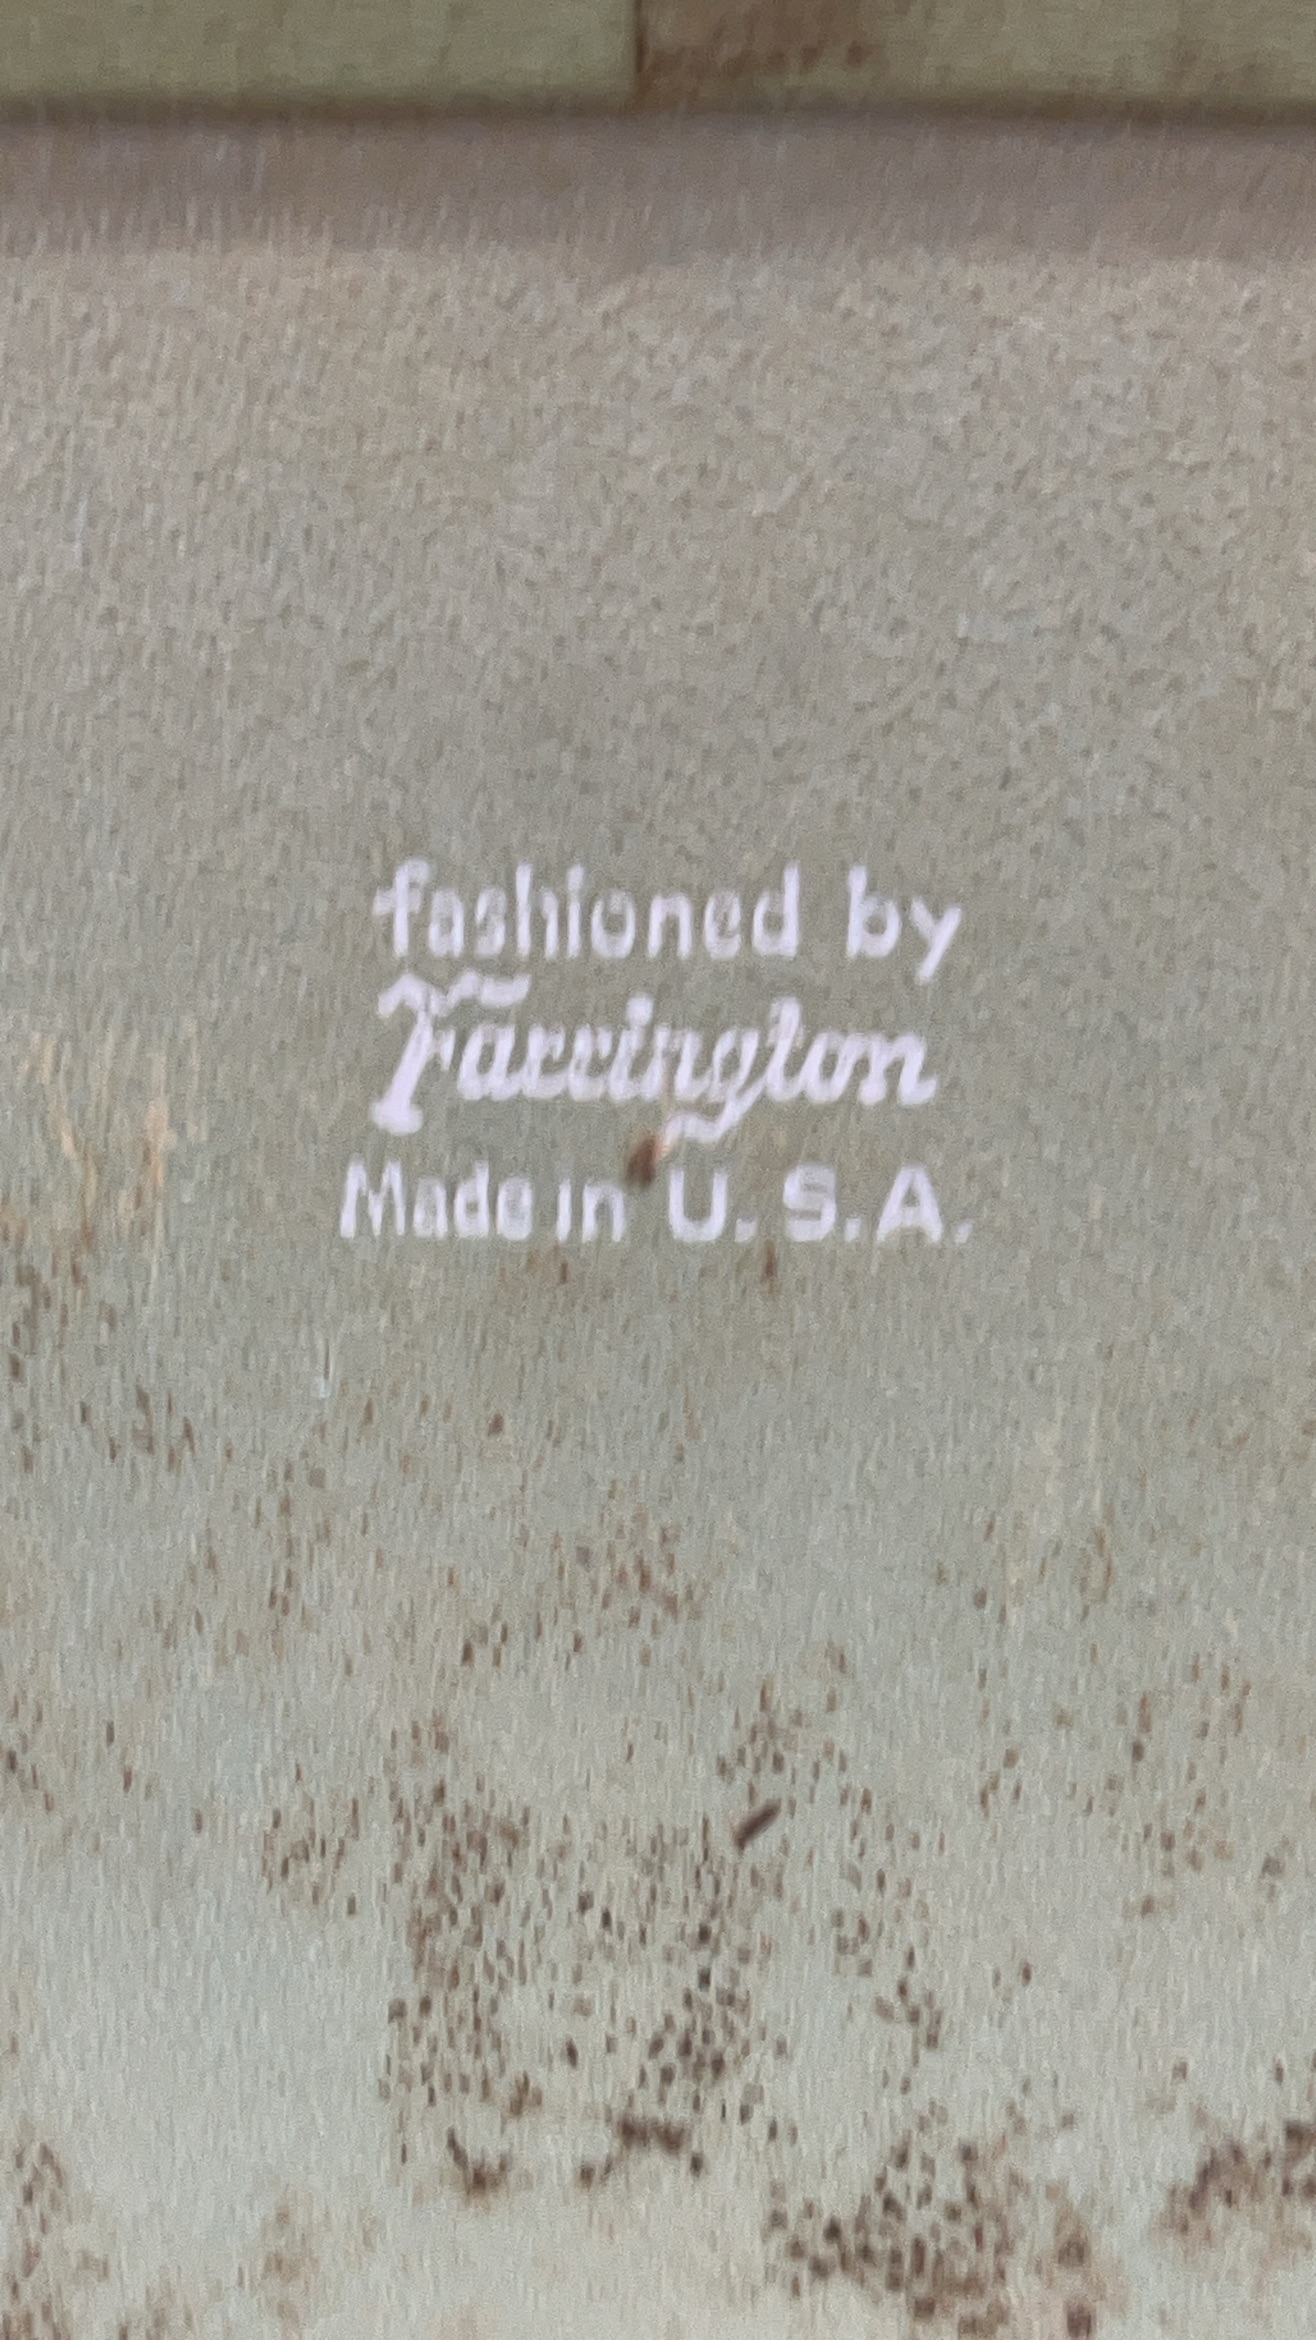 fashioned by
Farrington
Made in U. S. A.